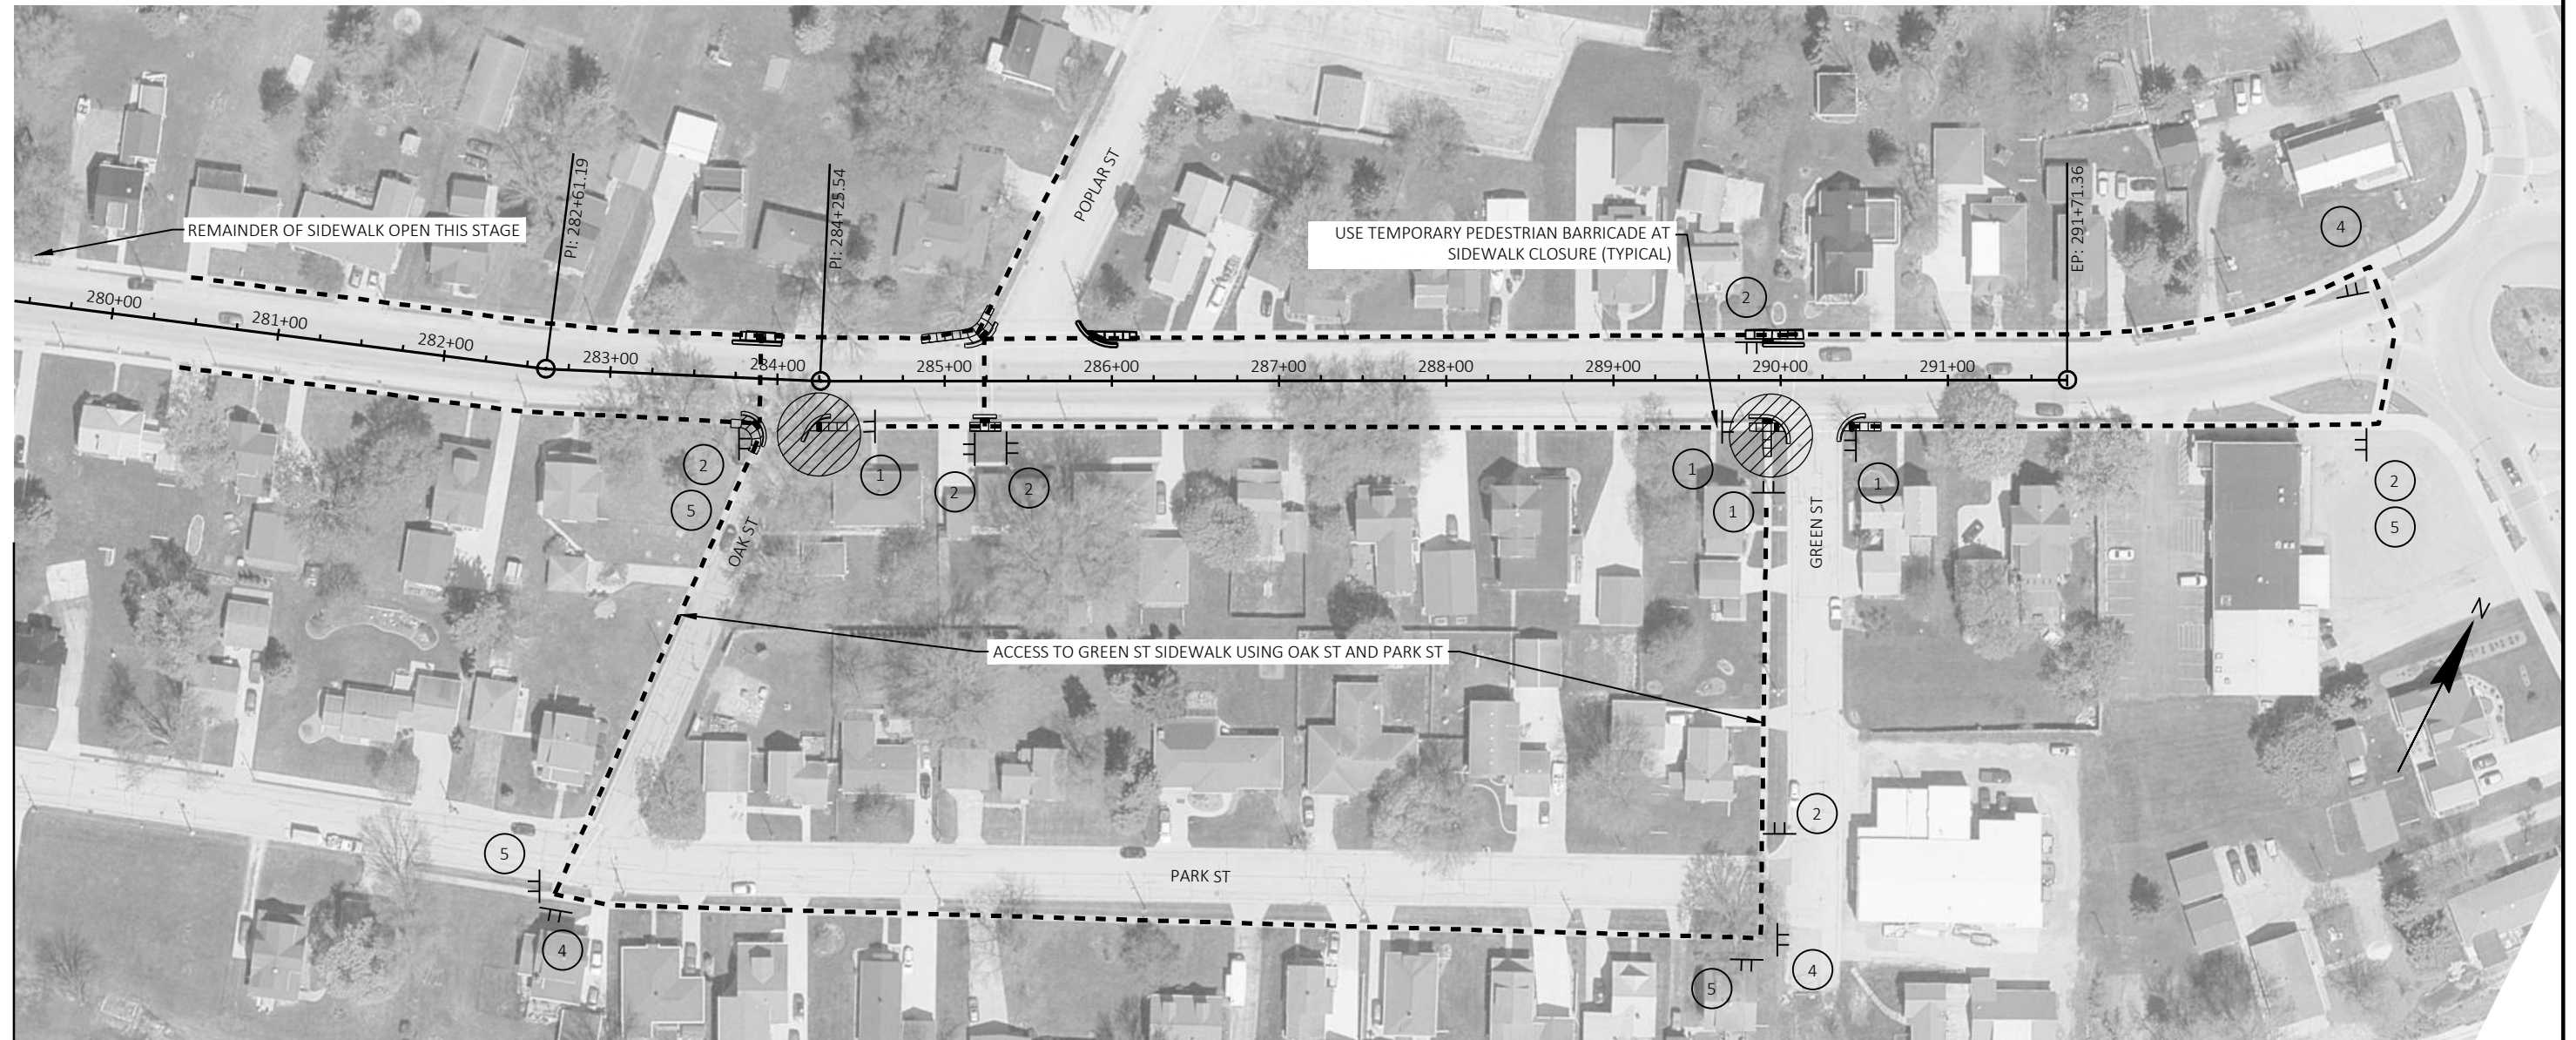 REMAINDER OF SIDEWALK OPEN THIS STAGE
PI: 282+61.19
PI: 284+25.54
POPLAR ST
USE TEMPORARY PEDESTRIAN BARRICADE AT
SIDEWALK CLOSURE (TYPICAL)
EP: 291+71.36
4
2
280+00
281+00
282+00
283+00
284+00
285+00
286+00
287+00
288+00
289+00
290+00
291+00
2
5
1
2
2
1
1
1
2
5
OAK ST
GREEN ST
N
ACCESS TO GREEN ST SIDEWALK USING OAK ST AND PARK ST
2
5
4
PARK ST
5
4